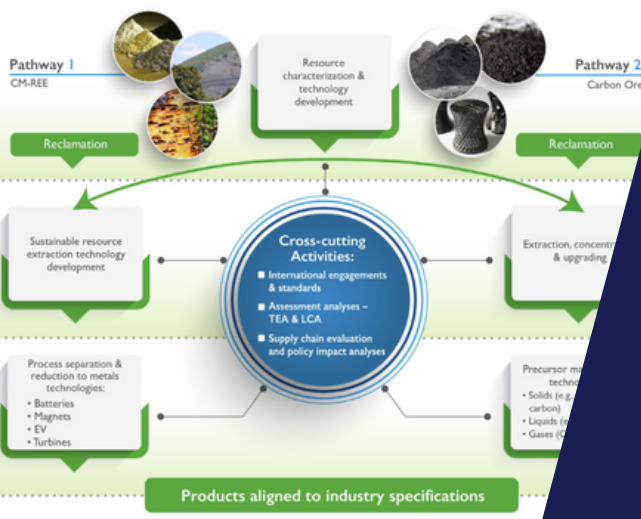 Pathway 1
CM-REE
Resource
characterization &
technology
development
Pathway 2
Carbon Ore
Reclamation
Reclamation
Sustainable resource
extraction technology
development
Cross-cutting
Activities:
■ International engagements
& standards
■ Assessment analyses –
TEA & LCA
■ Supply chain evaluation
and policy impact analyses
Extraction,
& upgrading
Process separation &
reduction to metals
technologies:
• Batteries
• Magnets
• EV
• Turbines
Precursor
• Solids (e.g.,
carbon)
• Liquids
• Gases
Products aligned to industry specifications